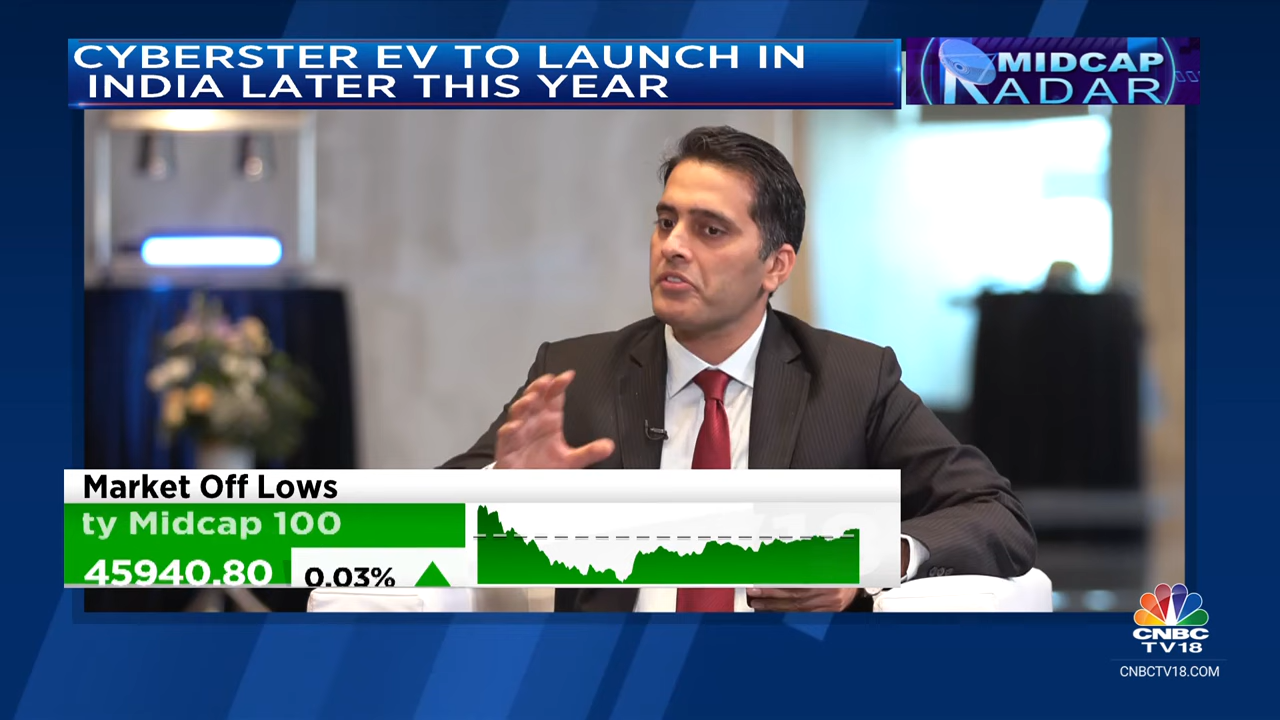 CYBERSTER EV TO LAUNCH IN
INDIA LATER THIS YEAR
MIDCAP
RADAR
Market Off Lows
ty Midcap 100
45940.80
0.03%
CNBC
TV18
CNBCTV18.COM